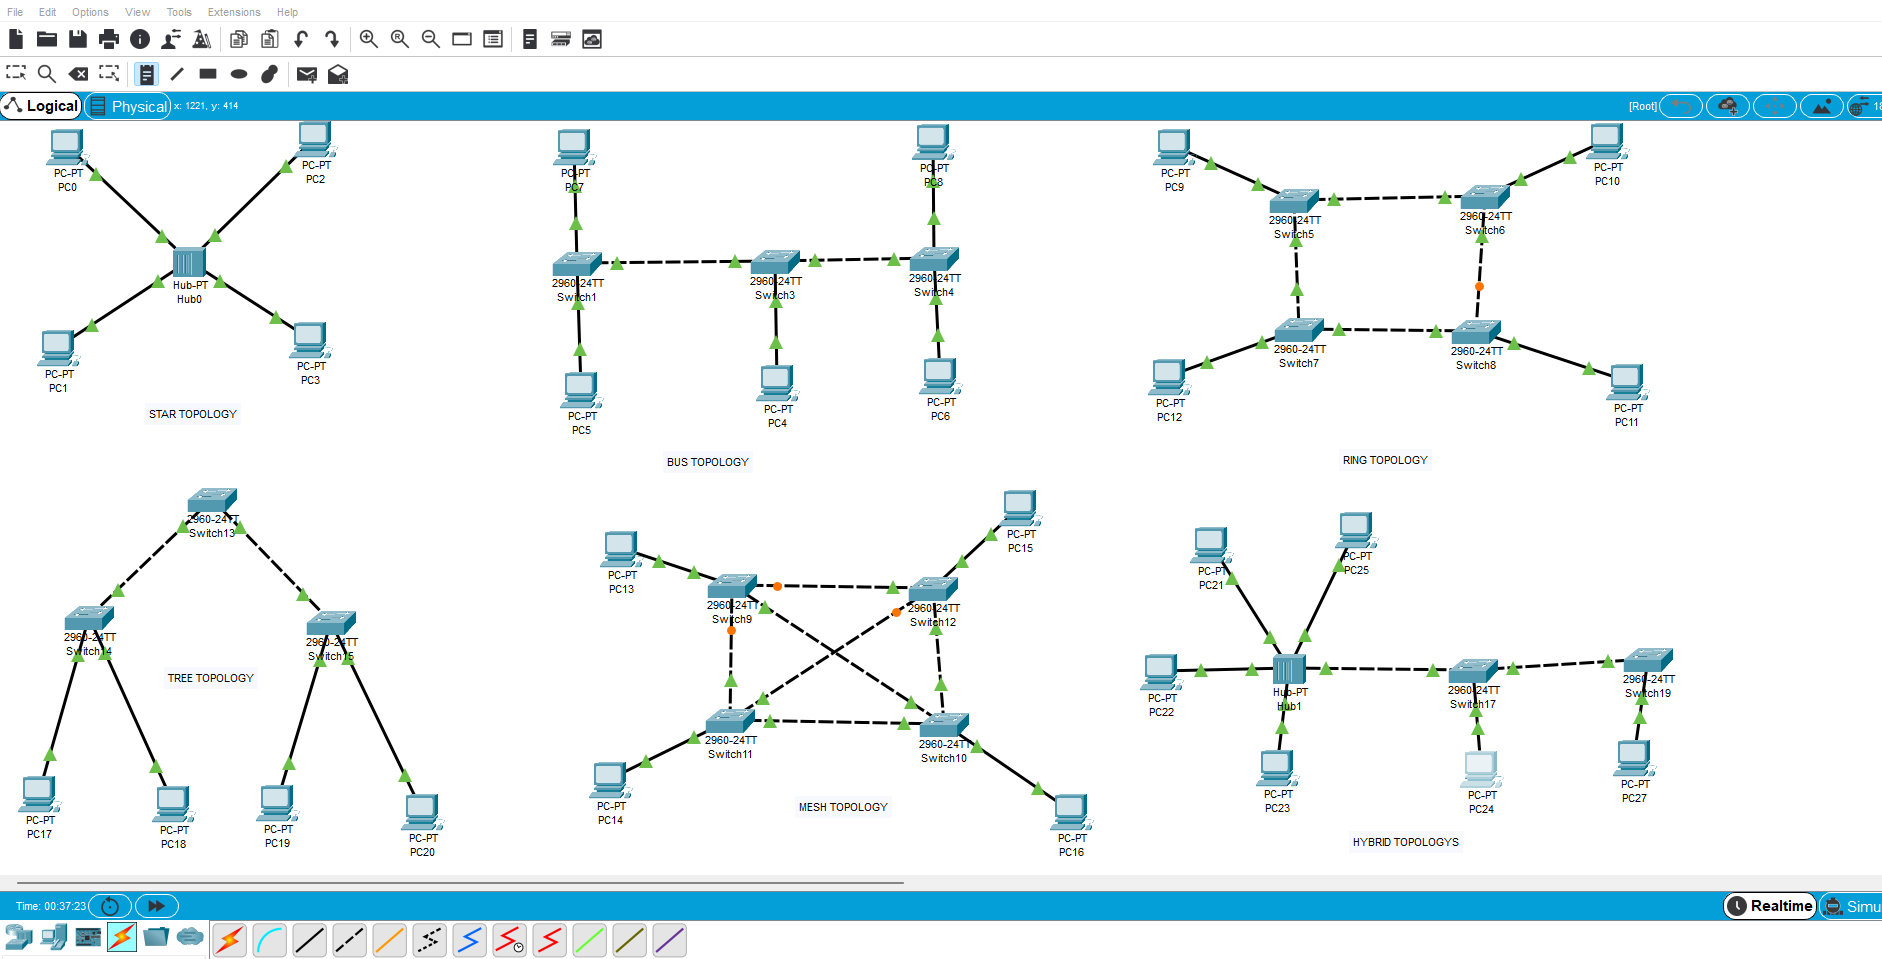 File Edit Options View Tools Extensions Help
Logical Physical x: 1221, y: 414 [Root]
PC-PT
PC0
PC-PT
PC2
Hub-PT
Hub0
PC-PT
PC1
PC-PT
PC3
STAR TOPOLOGY
PC-PT
PC7
PC-PT
PC8
2960-24TT
Switch1
2960-24TT
Switch3
2960-24TT
Switch4
PC-PT
PC5
PC-PT
PC4
PC-PT
PC6
BUS TOPOLOGY
PC-PT
PC9
PC-PT
PC10
2960-24TT
Switch5
2960-24TT
Switch6
2960-24TT
Switch7
2960-24TT
Switch8
PC-PT
PC12
PC-PT
PC11
RING TOPOLOGY
2960-24TT
Switch13
2960-24TT
Switch14
2960-24TT
Switch15
TREE TOPOLOGY
PC-PT
PC17
PC-PT
PC18
PC-PT
PC19
PC-PT
PC20
PC-PT
PC13
PC-PT
PC15
2960-24TT
Switch9
2960-24TT
Switch12
2960-24TT
Switch11
2960-24TT
Switch10
PC-PT
PC14
MESH TOPOLOGY
PC-PT
PC16
PC-PT
PC21
PC-PT
PC25
PC-PT
PC22
Hub-PT
Hub1
2960-24TT
Switch17
2960-24TT
Switch19
PC-PT
PC23
PC-PT
PC24
PC-PT
PC27
HYBRID TOPOLOGYS
Time: 00:37:23 Realtime